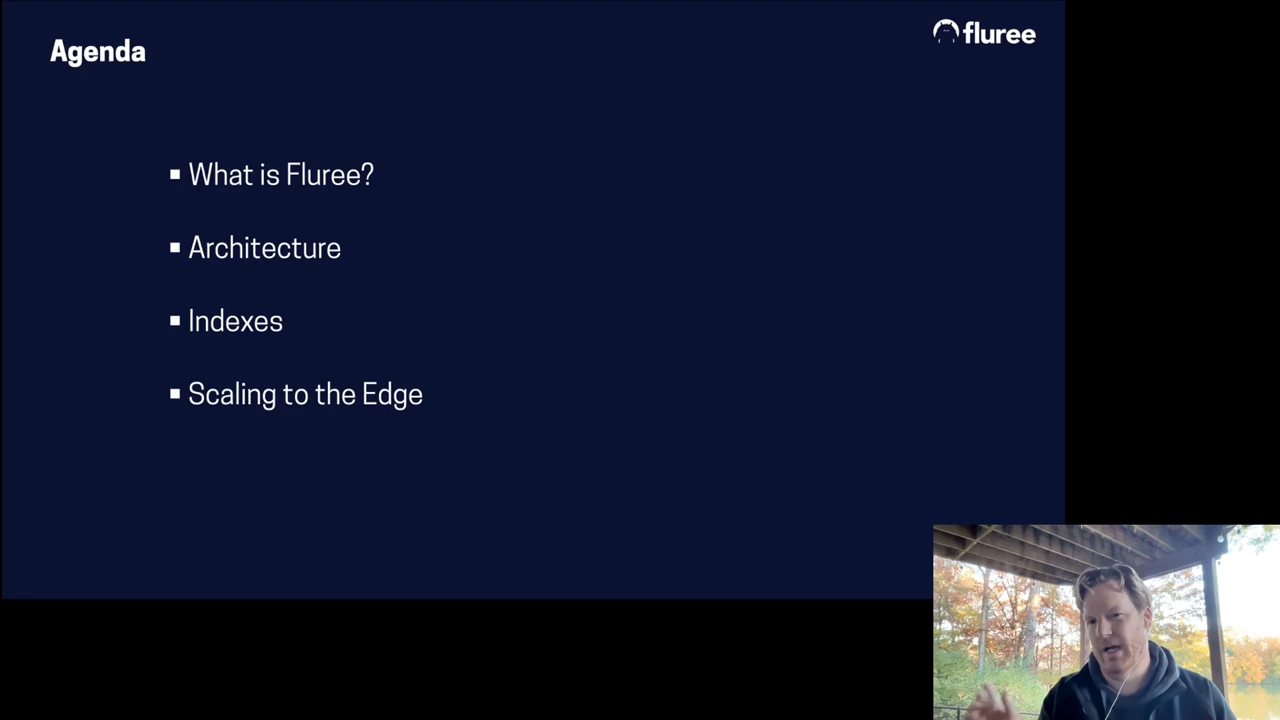 Agenda
fluree
What is Fluree?
Architecture
Indexes
Scaling to the Edge